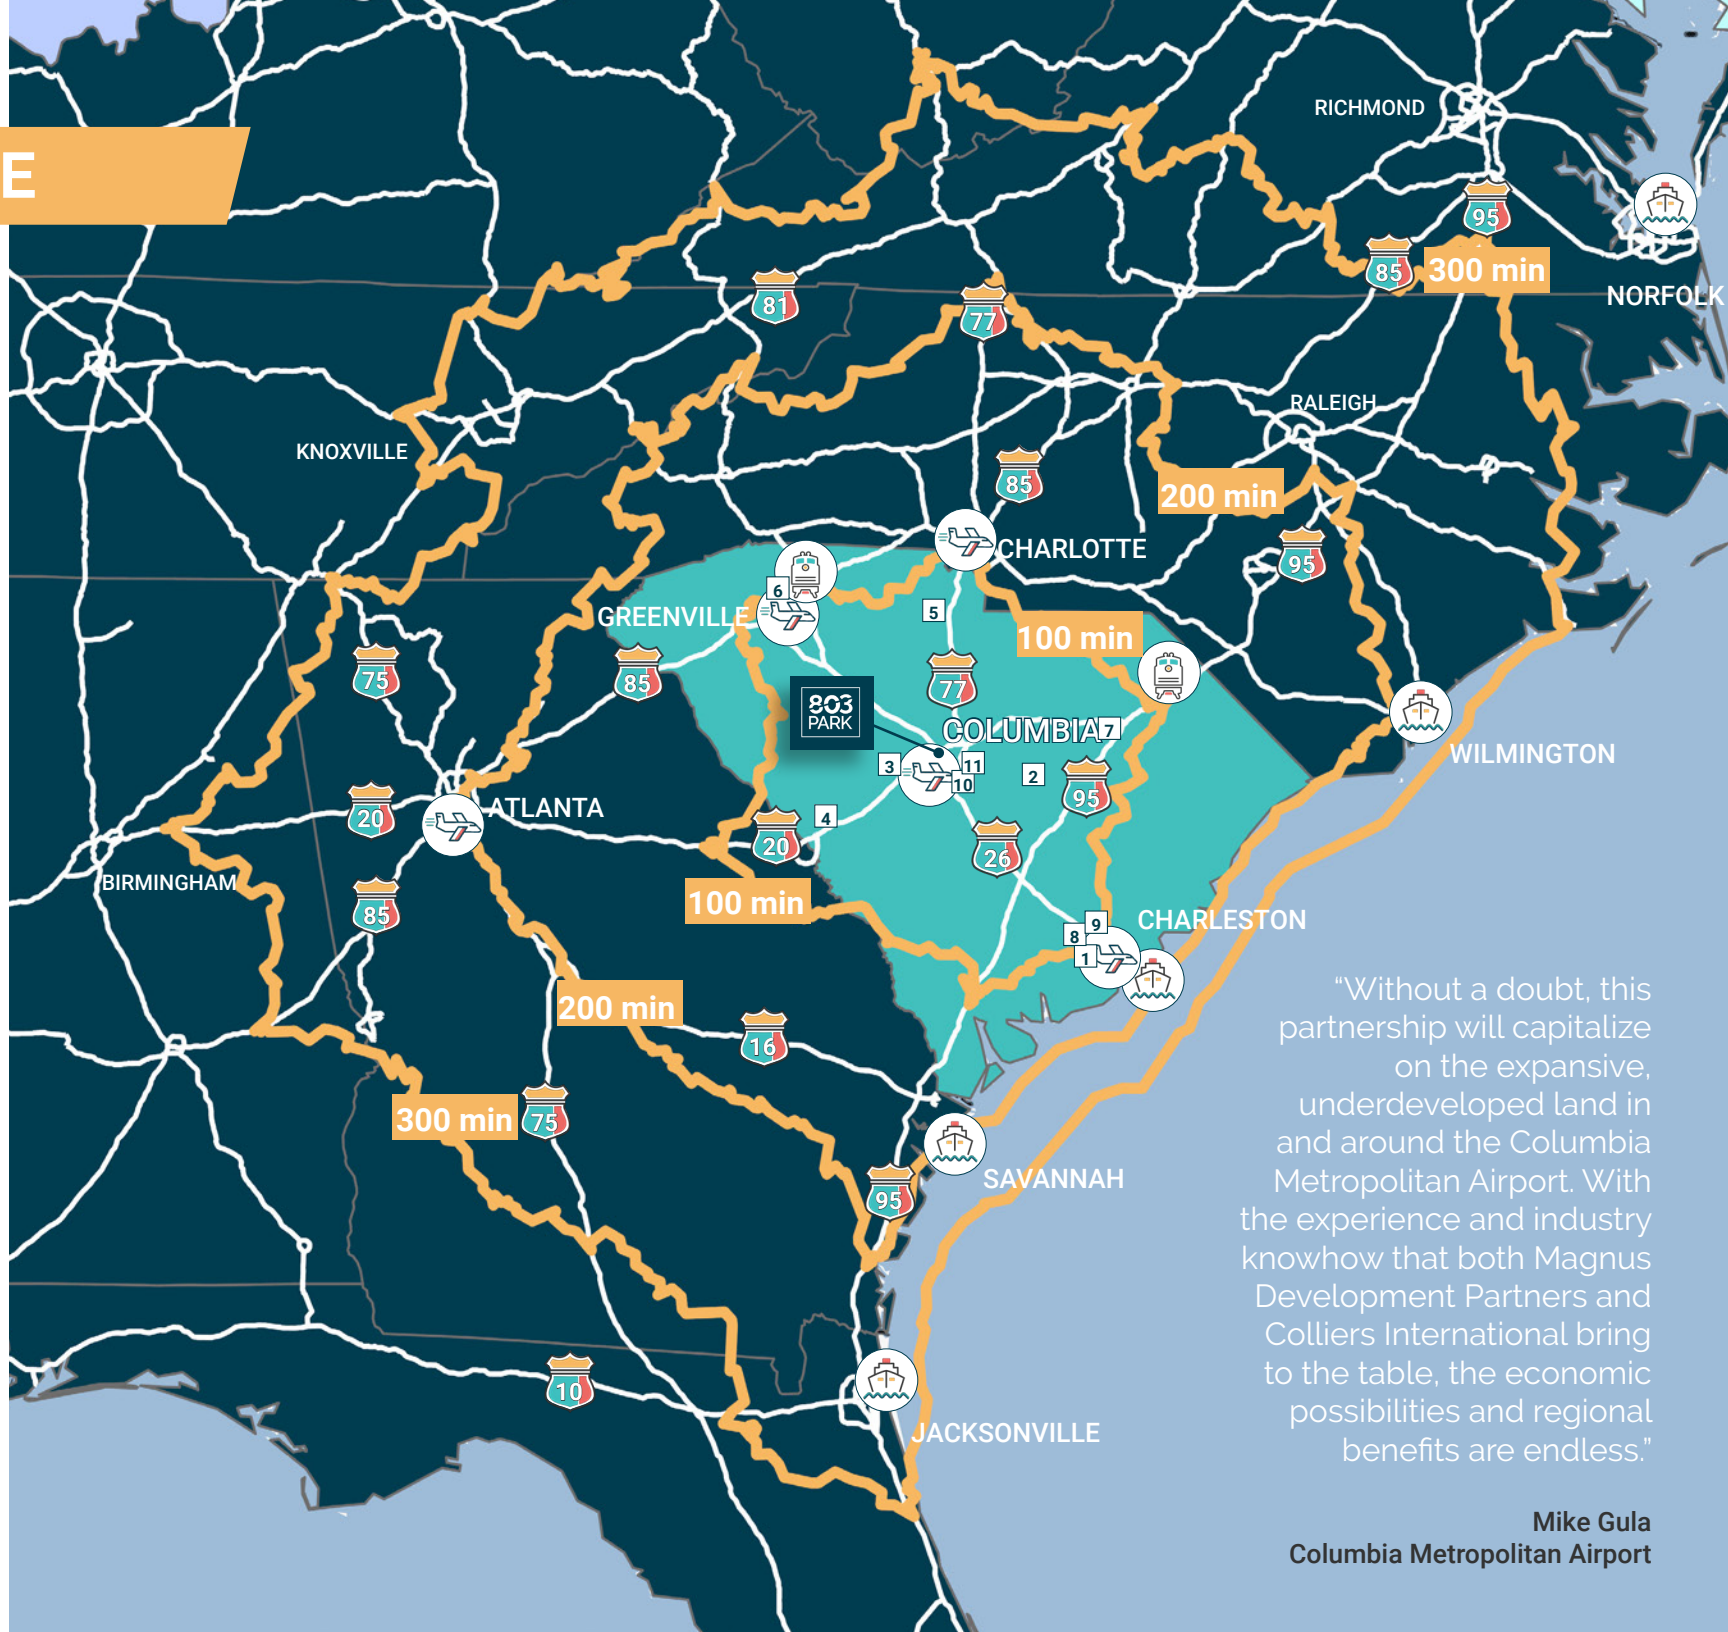 E
RICHMOND
95
81
77
85
300 min
NORFOLK
RALEIGH
KNOXVILLE
85
200 min
95
CHARLOTTE
6
GREENVILLE
5
100 min
75
85
77
803
PARK
COLUMBIA
7
WILMINGTON
3
11
10
2
95
20
ATLANTA
4
20
26
BIRMINGHAM
85
100 min
9
8
1
CHARLESTON
200 min
16
300 min
75
95
SAVANNAH
10
JACKSONVILLE
“Without a doubt, this
partnership will capitalize
on the expansive,
underdeveloped land in
and around the Columbia
Metropolitan Airport. With
the experience and industry
knowhow that both Magnus
Development Partners and
Colliers International bring
to the table, the economic
possibilities and regional
benefits are endless.”
Mike Gula
Columbia Metropolitan Airport